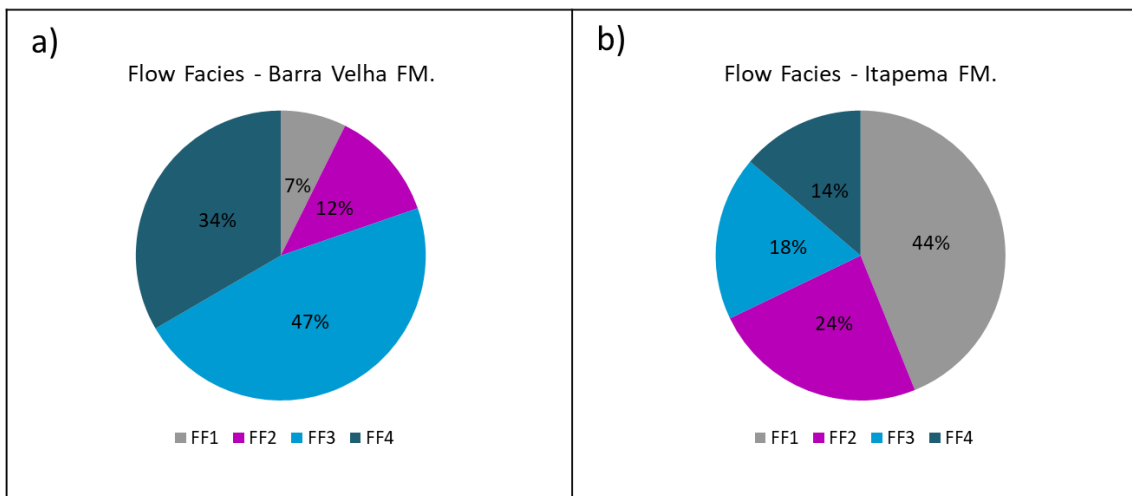 a)
Flow Facies - Barra Velha FM.
7%
12%
34%
47%
FF1 FF2 FF3 FF4
b)
Flow Facies - Itapema FM.
14%
44%
18%
24%
FF1 FF2 FF3 FF4